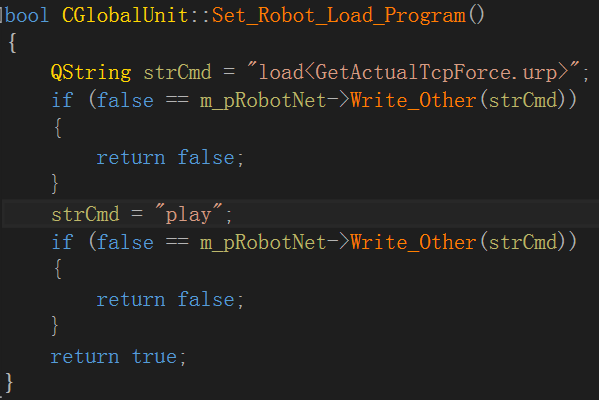 bool CGlobalUnit::Set_Robot_Load_Program()
{
    QString strCmd = "load<GetActualTcpForce.urp>";
    if (false == m_pRobotNet->Write_Other(strCmd))
    {
        return false;
    }
    strCmd = "play";
    if (false == m_pRobotNet->Write_Other(strCmd))
    {
        return false;
    }
    return true;
}